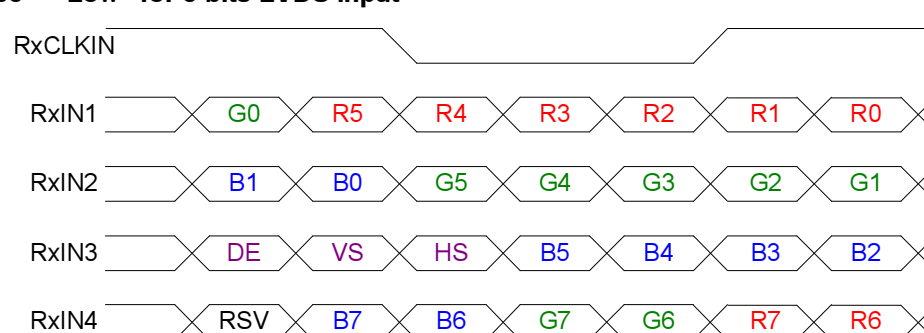 RxCLKIN
RxIN1 G0 R5 R4 R3 R2 R1 R0
RxIN2 B1 B0 G5 G4 G3 G2 G1
RxIN3 DE VS HS B5 B4 B3 B2
RxIN4 RSV B7 B6 G7 G6 R7 R6